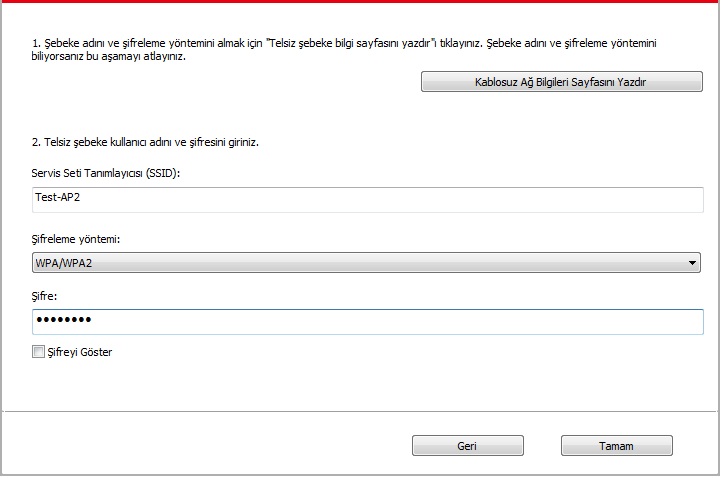 1. Şebeke adını ve şifreleme yöntemini almak için "Telsiz şebeke bilgi sayfasını yazdır"ı tıklayınız. Şebeke adını ve şifreleme yöntemini
biliyorsanız bu aşamayı atlayınız.
Kablosuz Ağ Bilgileri Sayfasını Yazdır
2. Telsiz şebeke kullanıcı adını ve şifresini giriniz.
Servis Seti Tanımlayıcısı (SSID):
Test-AP2
Şifreleme yöntemi:
WPA/WPA2
Şifre:
••••••••
Şifreyi Göster
Geri
Tamam